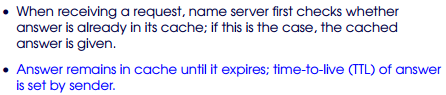 • When receiving a request, name server first checks whether
answer is already in its cache; if this is the case, the cached
answer is given.
• Answer remains in cache until it expires; time-to-live (TTL) of answer
is set by sender.